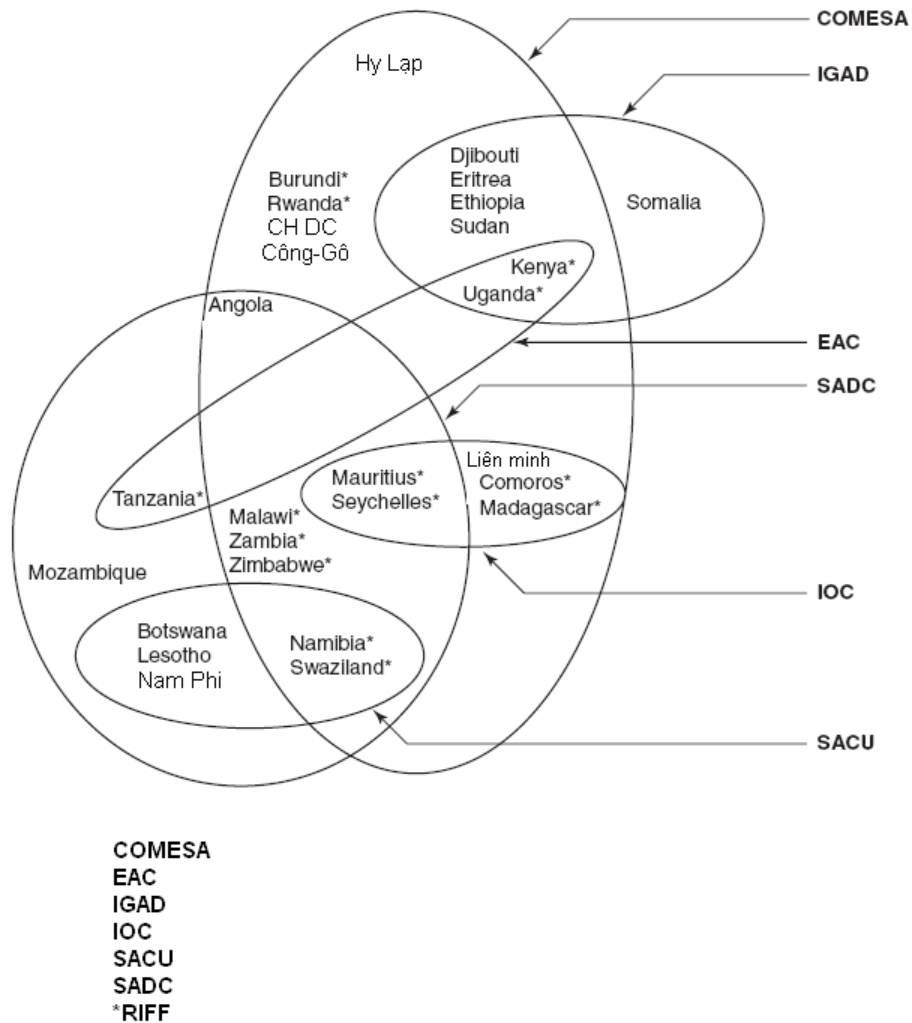 COMESA
Hy Lạp
IGAD
Djibouti
Eritrea
Ethiopia
Sudan
Somalia
Burundi*
Rwanda*
CH DC
Công-Gô
Kenya*
Uganda*
Angola
EAC
SADC
Liên minh
Comoros*
Madagascar*
Mauritius*
Seychelles*
Tanzania*
Malawi*
Zambia*
Zimbabwe*
Mozambique
IOC
Botswana
Lesotho
Nam Phi
Namibia*
Swaziland*
SACU
COMESA
EAC
IGAD
IOC
SACU
SADC
*RIFF